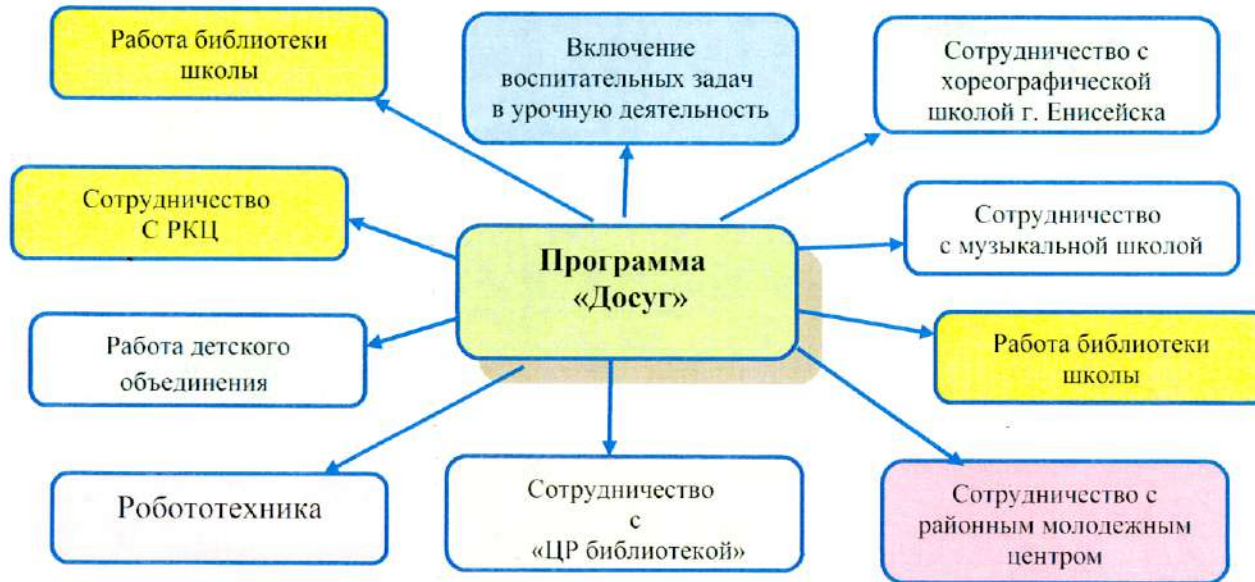 Работа библиотеки
школы
Включение
воспитательных задач
в урочную деятельность
Сотрудничество с
хореографической
школой г. Енисейска
Сотрудничество
С РКЦ
Программа
«Досуг»
Сотрудничество
с музыкальной школой
Работа детского
объединения
Работа библиотеки
школы
Робототехника
Сотрудничество
с
«ЦР библиотекой»
Сотрудничество с
районным молодежным
центром